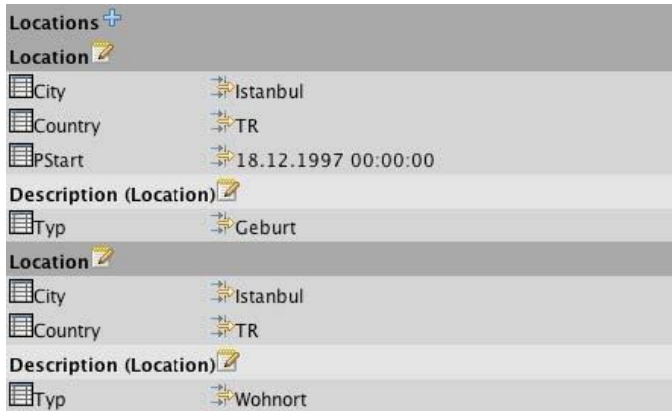 Locations
Location
City Istanbul
Country TR
PStart 18.12.1997 00:00:00
Description (Location)
Typ Geburt
Location
City Istanbul
Country TR
Description (Location)
Typ Wohnort